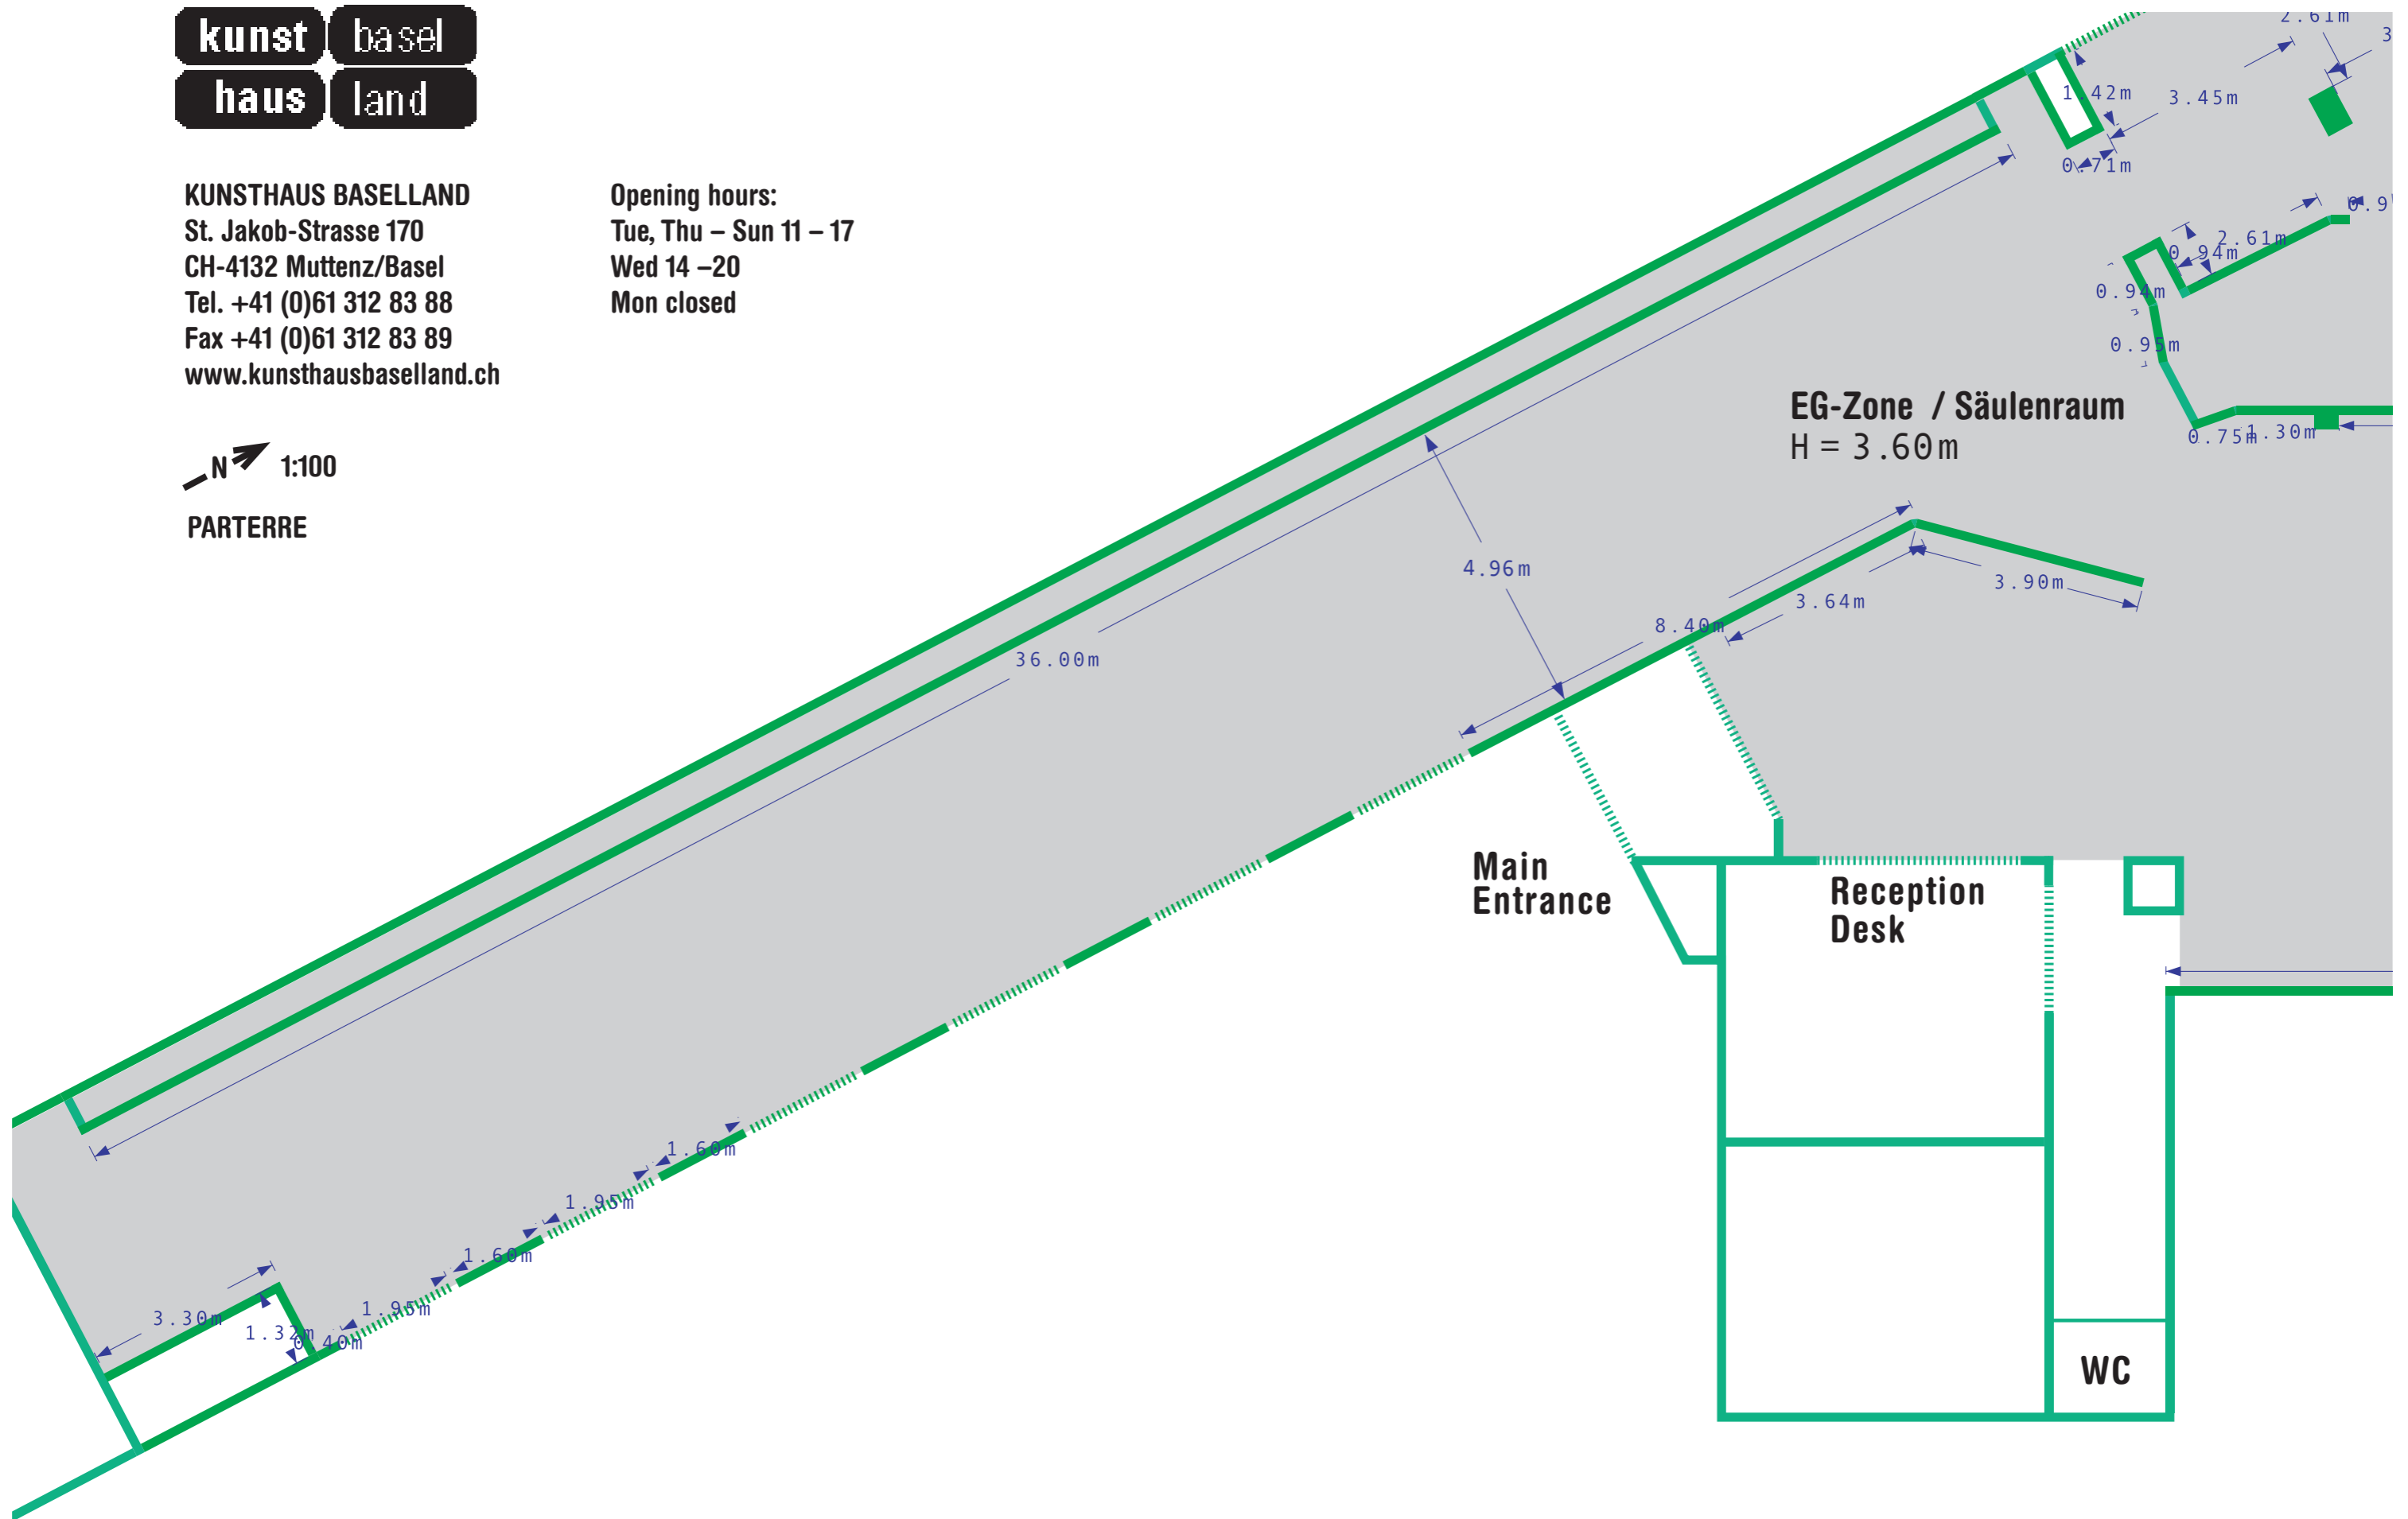 kunst basel
haus land
KUNSTHAUS BASELLAND
St. Jakob-Strasse 170
CH-4132 Muttenz/Basel
Tel. +41 (0)61 312 83 88
Fax +41 (0)61 312 83 89
www.kunsthausbaselland.ch
Opening hours:
Tue, Thu – Sun 11 – 17
Wed 14 –20
Mon closed
N 1:100
PARTERRE
2.61m
1.42m
3.45m
0.71m
2.61m
0.94m
0.94m
0.95m
0.75m
1.30m
EG-Zone / Säulenraum
H = 3.60m
4.96m
3.90m
3.64m
8.40m
36.00m
Main
Entrance
Reception
Desk
1.60m
1.95m
1.60m
1.95m
3.30m
1.32m
0.40m
WC